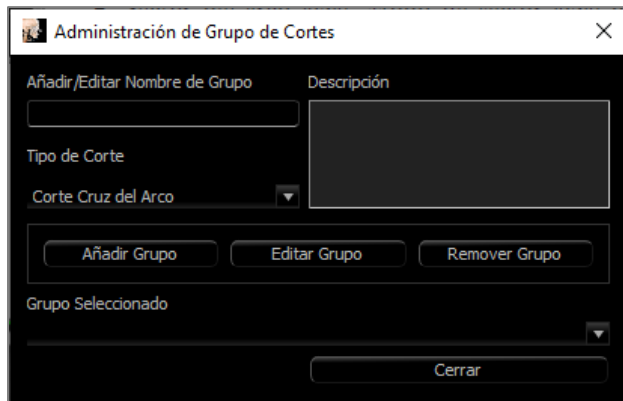 Administración de Grupo de Cortes
Añadir/Editar Nombre de Grupo
Descripción
Tipo de Corte
Corte Cruz del Arco
Añadir Grupo
Editar Grupo
Remover Grupo
Grupo Seleccionado
Cerrar